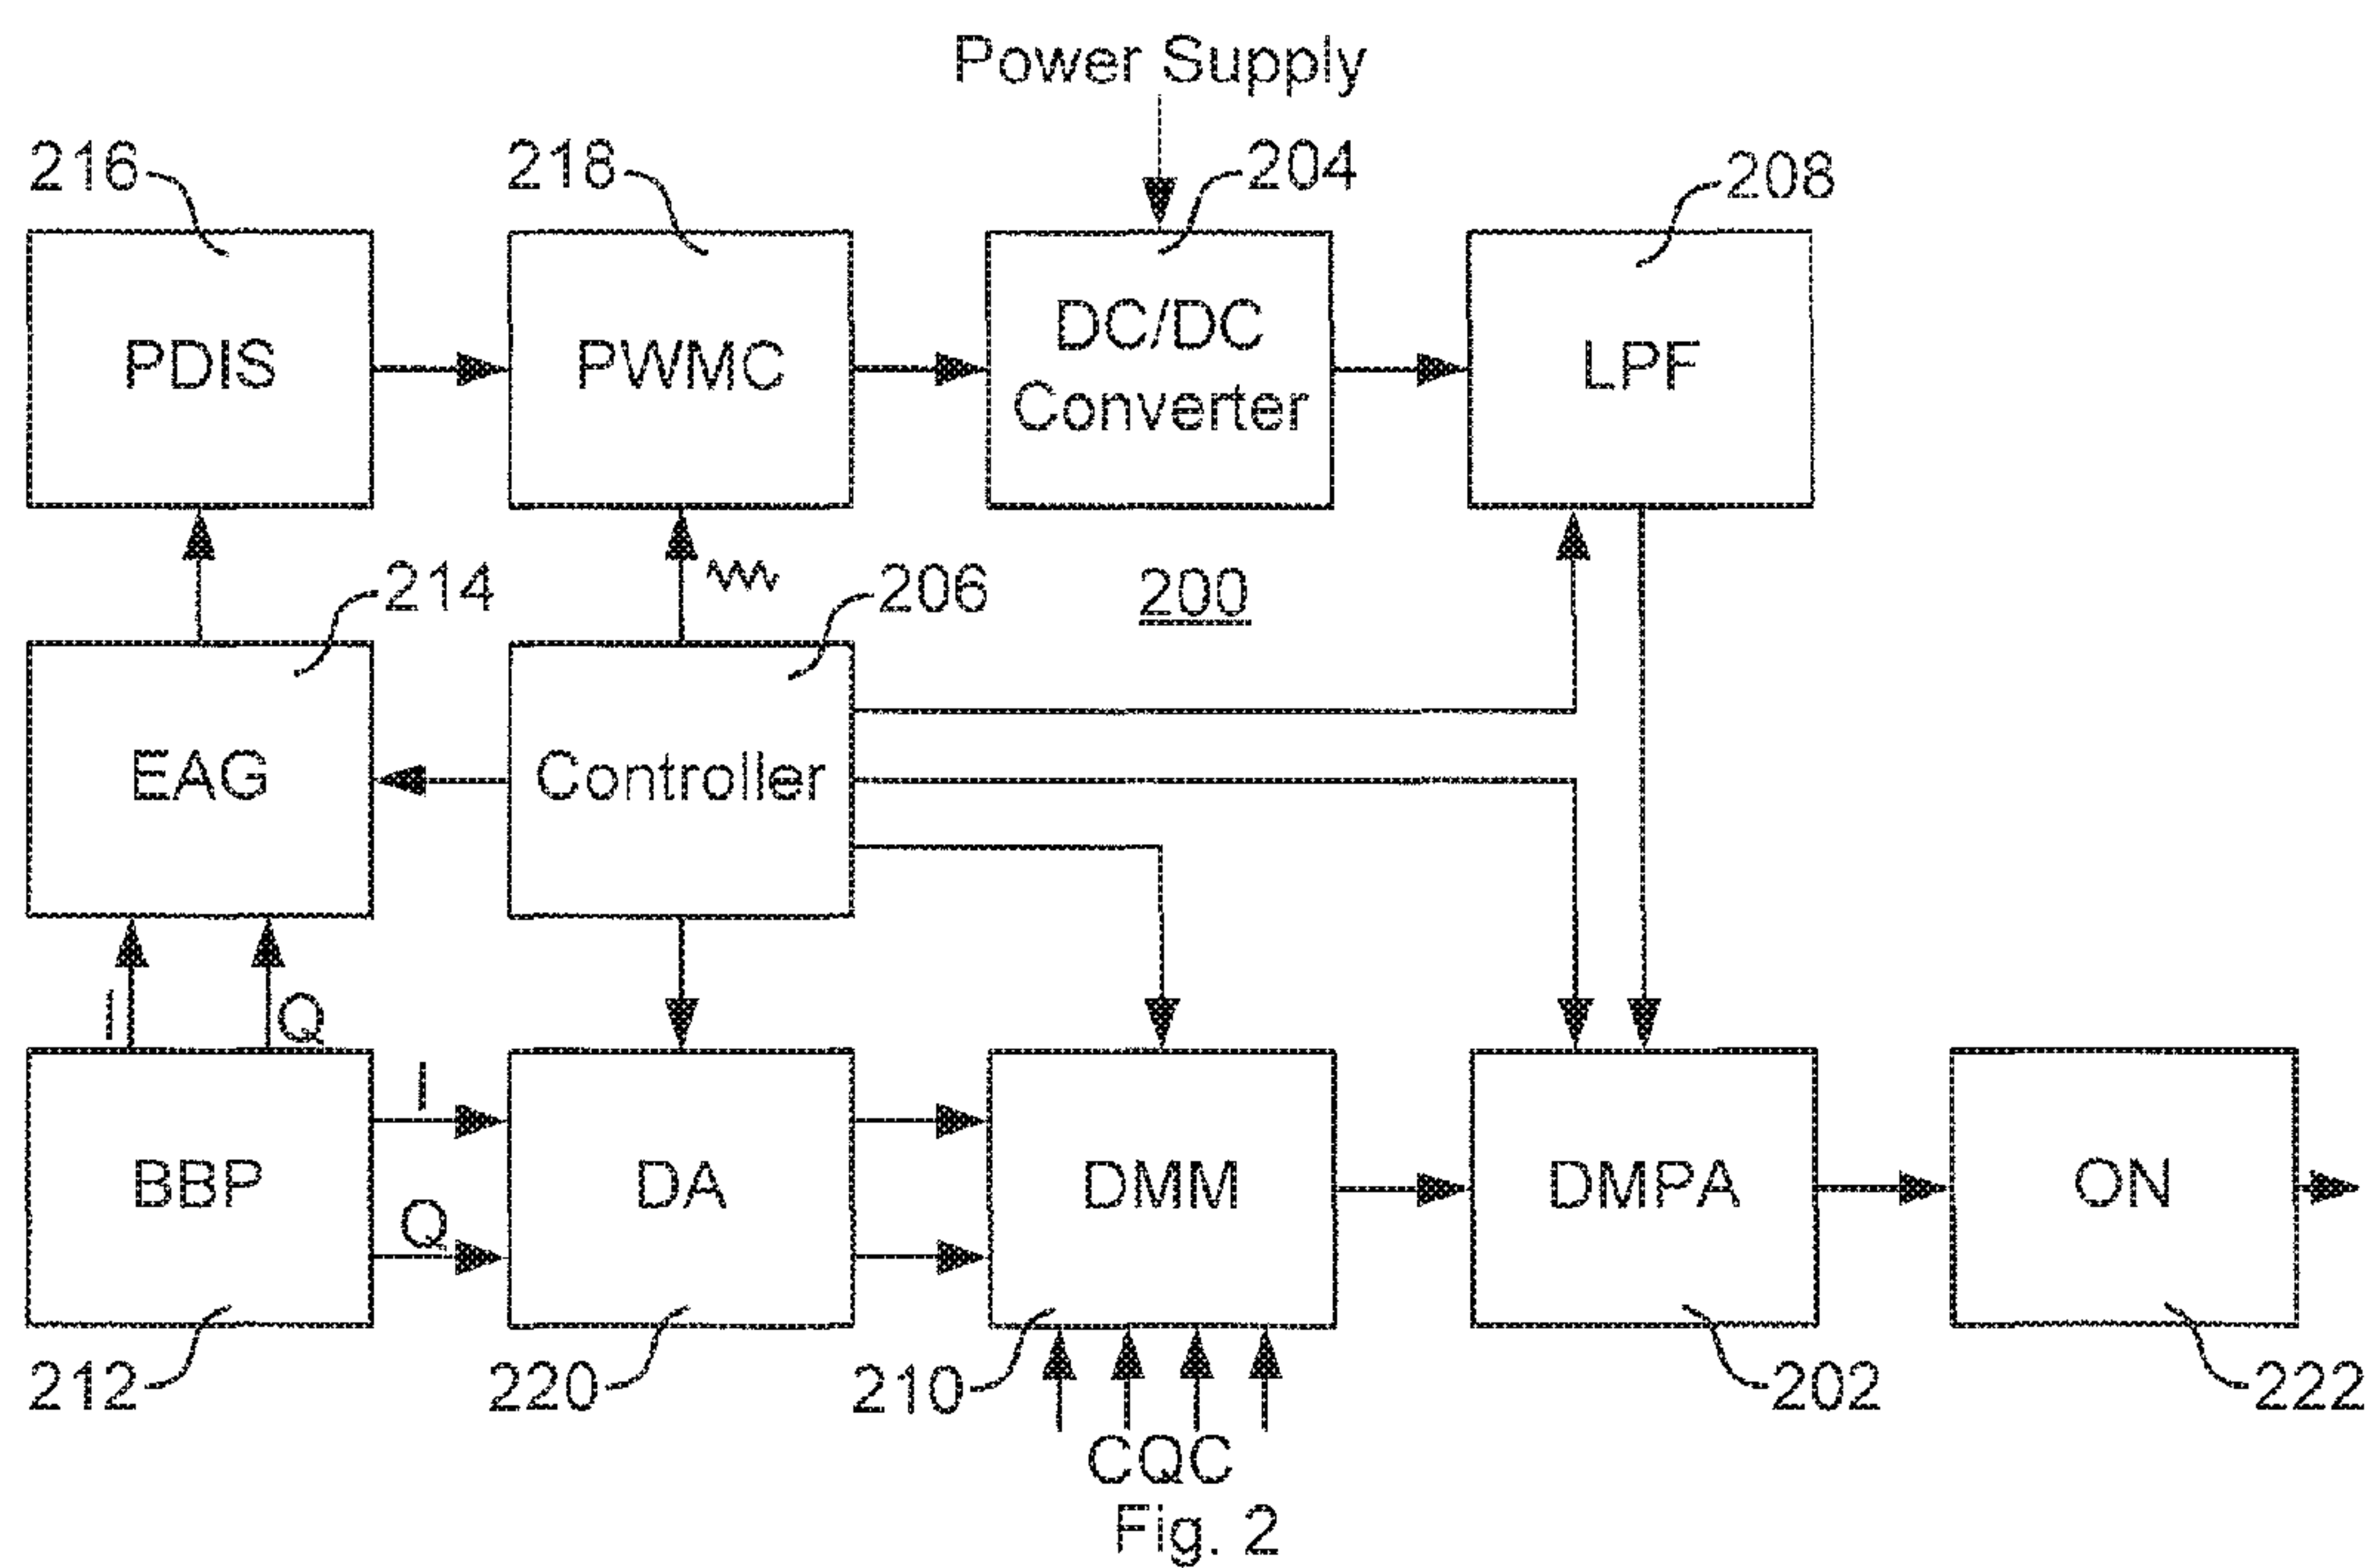 Power Supply
216
218
204
208
PDIS
PWMC
DC/DC
Converter
LPF
214
206
200
EAG
Controller
I
Q
I
Q
BBP
DA
DMM
DMPA
ON
212
220
210
202
222
CQC
Fig. 2